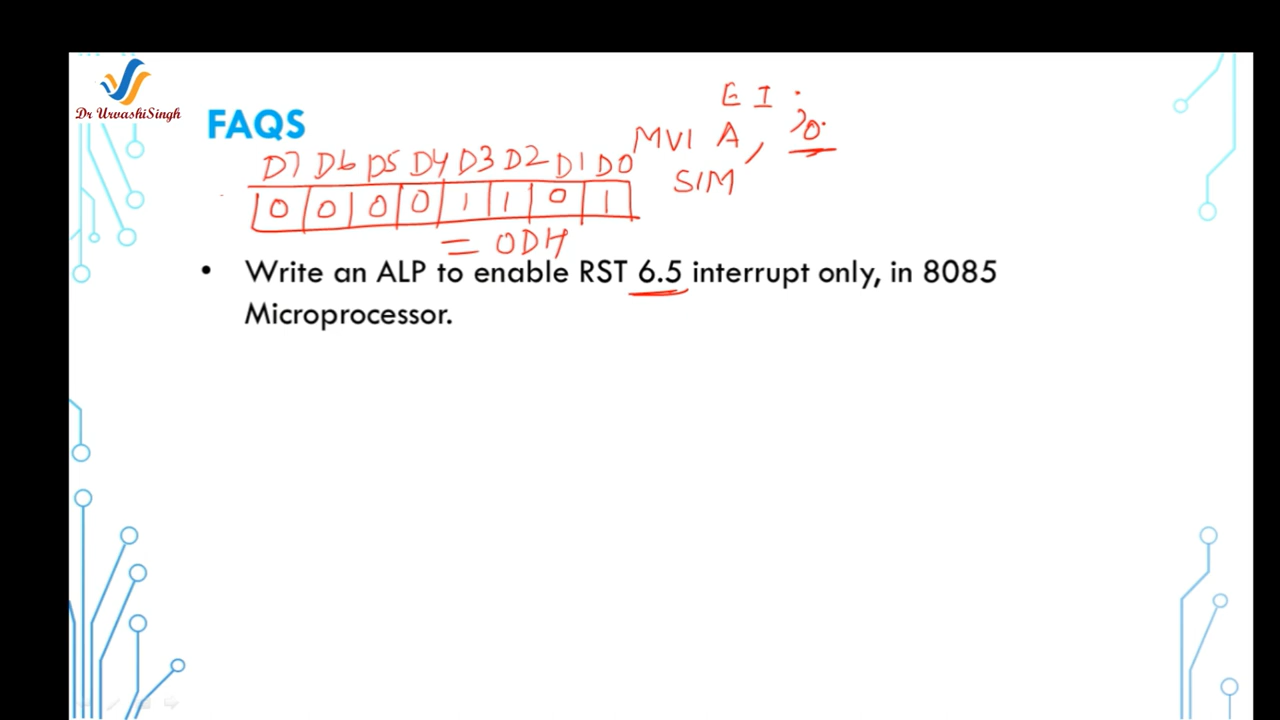 Dr UrvashiSingh
FAQS
E I ;
MVI A, 0
SIM
D7 D6 D5 D4 D3 D2 D1 D0
0 0 0 0 1 1 0 1
= 0DH
• Write an ALP to enable RST 6.5 interrupt only, in 8085
Microprocessor.